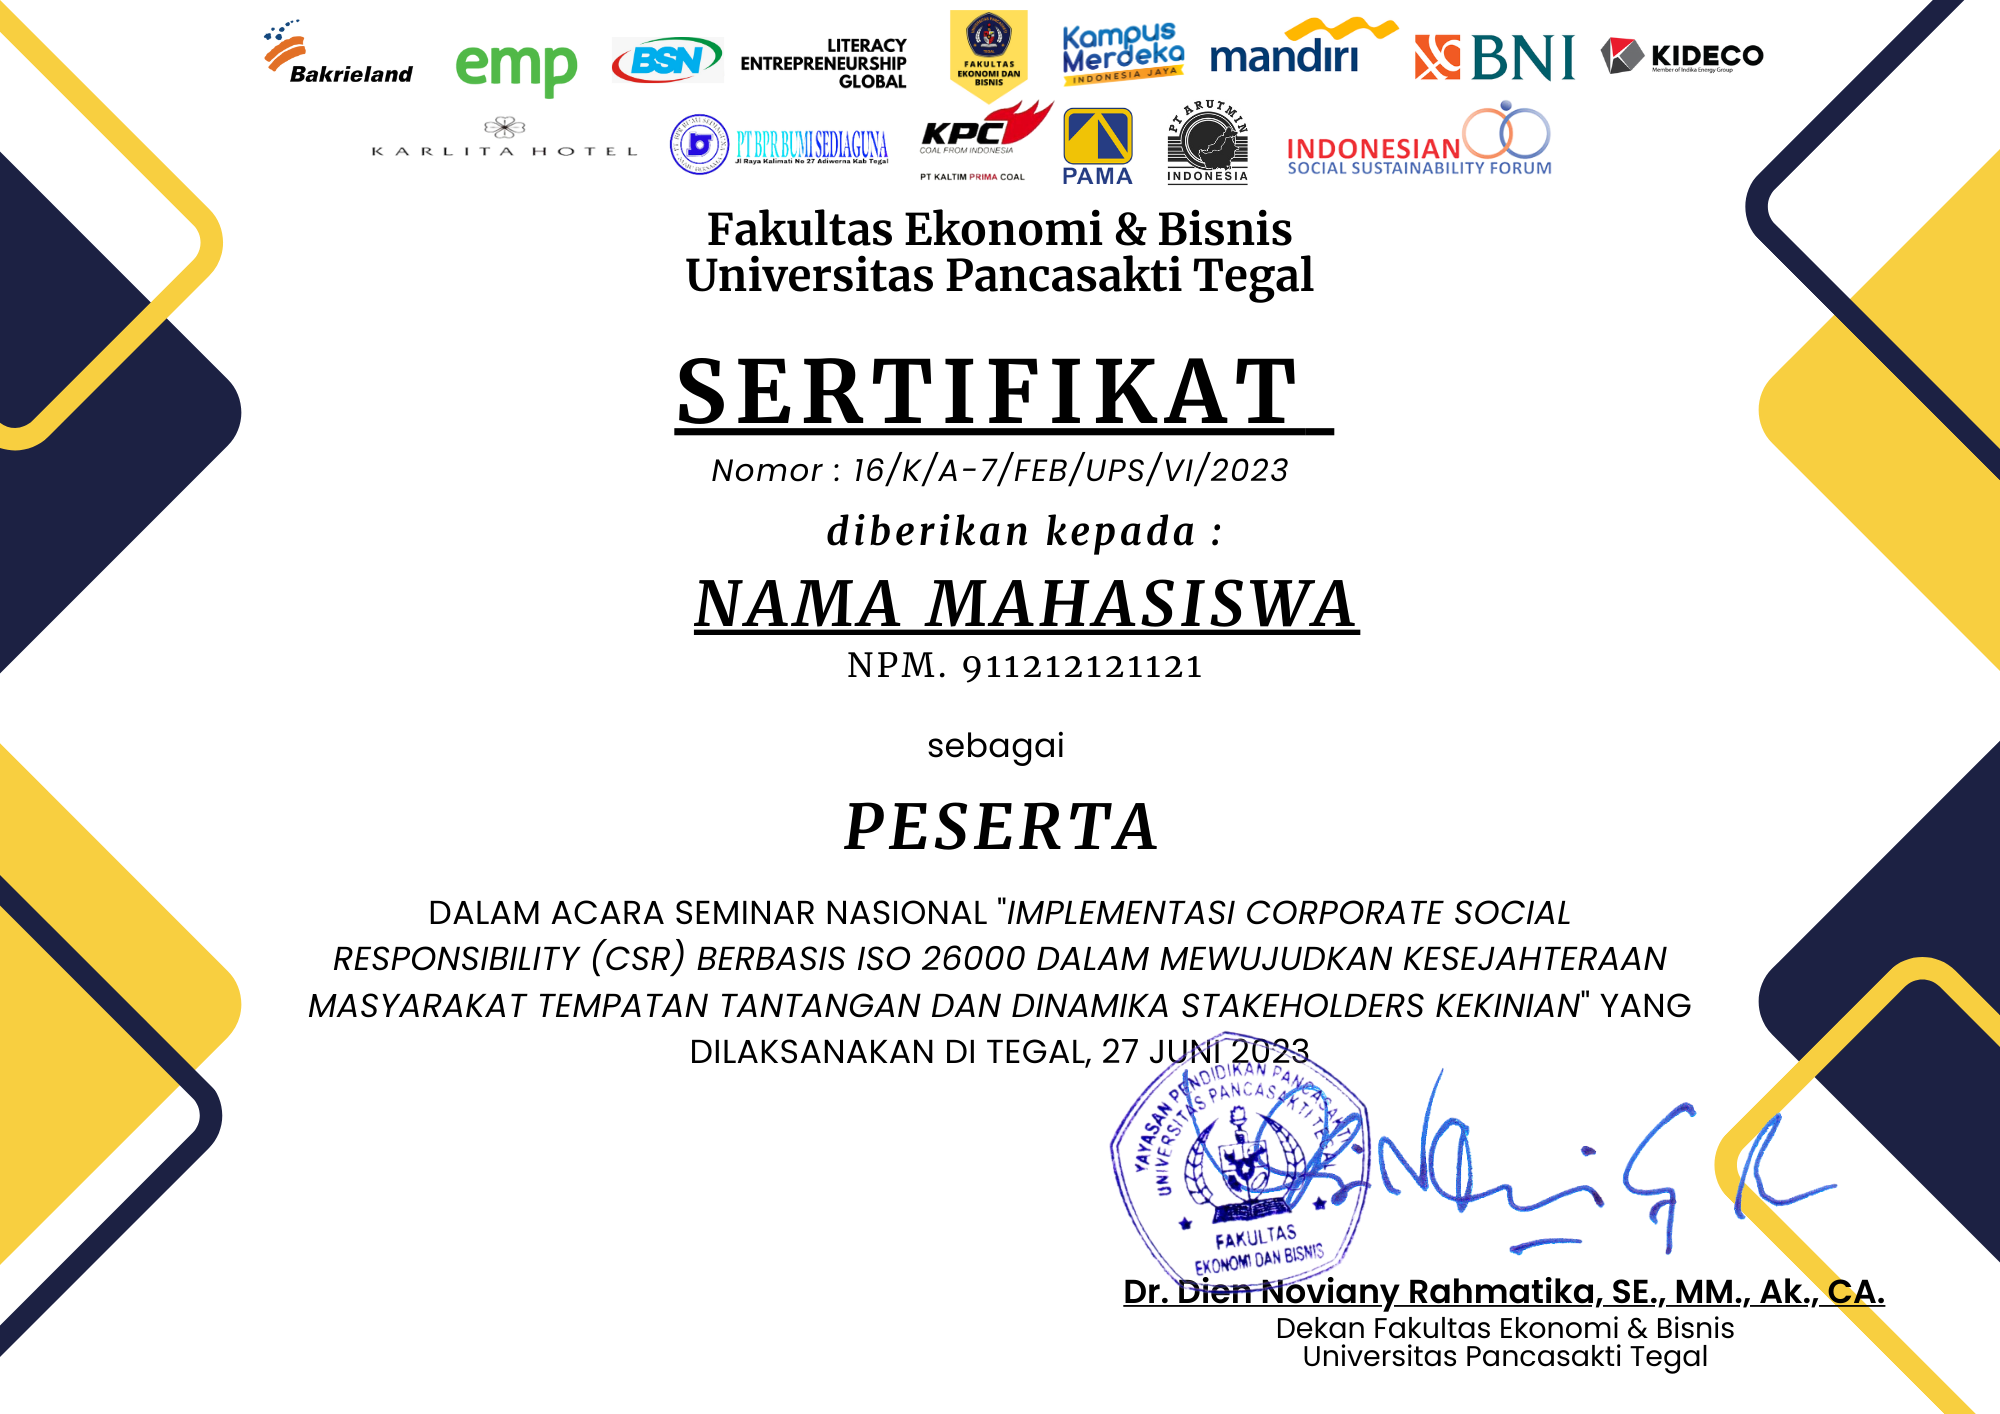 Bakrieland
emp
BSN
LITERACY
ENTREPRENEURSHIP
GLOBAL
FAKULTAS
EKONOMI DAN
BISNIS
Kampus
Merdeka
INDONESIA JAYA
mandiri
BNI
KIDECO
Member of Indika Energy Group
KARLITA HOTEL
PT BPR BUMI SEDIAGUNA
Jl Raya Kalimati No 27 Adiwerna Kab Tegal
KPC
COAL FROM INDONESIA
PT KALTIM PRIMA COAL
PAMA
PT ARUTMIN
INDONESIA
INDONESIAN
SOCIAL SUSTAINABILITY FORUM
Fakultas Ekonomi & Bisnis
Universitas Pancasakti Tegal
SERTIFIKAT
Nomor : 16/K/A-7/FEB/UPS/VI/2023
diberikan kepada :
NAMA MAHASISWA
NPM. 911212121121
sebagai
PESERTA
DALAM ACARA SEMINAR NASIONAL "IMPLEMENTASI CORPORATE SOCIAL
RESPONSIBILITY (CSR) BERBASIS ISO 26000 DALAM MEWUJUDKAN KESEJAHTERAAN
MASYARAKAT TEMPATAN TANTANGAN DAN DINAMIKA STAKEHOLDERS KEKINIAN" YANG
DILAKSANAKAN DI TEGAL, 27 JUNI 2023
YAYASAN PENDIDIKAN PANCASAKTI
UNIVERSITAS PANCASAKTI TEGAL
FAKULTAS
EKONOMI DAN BISNIS
Dr. Dien Noviany Rahmatika, SE., MM., Ak., CA.
Dekan Fakultas Ekonomi & Bisnis
Universitas Pancasakti Tegal